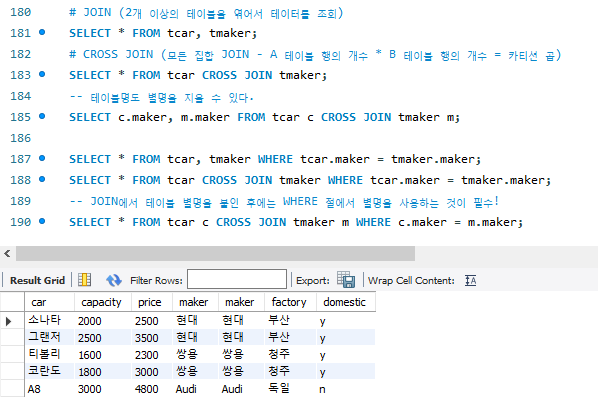 180 # JOIN (2개 이상의 테이블을 엮어서 테이터를 조회)
181 SELECT * FROM tcar, tmaker;
182 # CROSS JOIN (모든 집합 JOIN - A 테이블 행의 개수 * B 테이블 행의 개수 = 카티션 곱)
183 SELECT * FROM tcar CROSS JOIN tmaker;
184 -- 테이블명도 별명을 지을 수 있다.
185 SELECT c.maker, m.maker FROM tcar c CROSS JOIN tmaker m;
186
187 SELECT * FROM tcar, tmaker WHERE tcar.maker = tmaker.maker;
188 SELECT * FROM tcar CROSS JOIN tmaker WHERE tcar.maker = tmaker.maker;
189 -- JOIN에서 테이블 별명을 붙인 후에는 WHERE 절에서 별명을 사용하는 것이 필수!
190 SELECT * FROM tcar c CROSS JOIN tmaker m WHERE c.maker = m.maker;
Result Grid Filter Rows: Export: Wrap Cell Content:
car capacity price maker maker factory domestic
소나타 2000 2500 현대 현대 부산 y
그랜저 2500 3500 현대 현대 부산 y
티볼리 1600 2300 쌍용 쌍용 청주 y
코란도 1800 3000 쌍용 쌍용 청주 y
A8 3000 4800 Audi Audi 독일 n